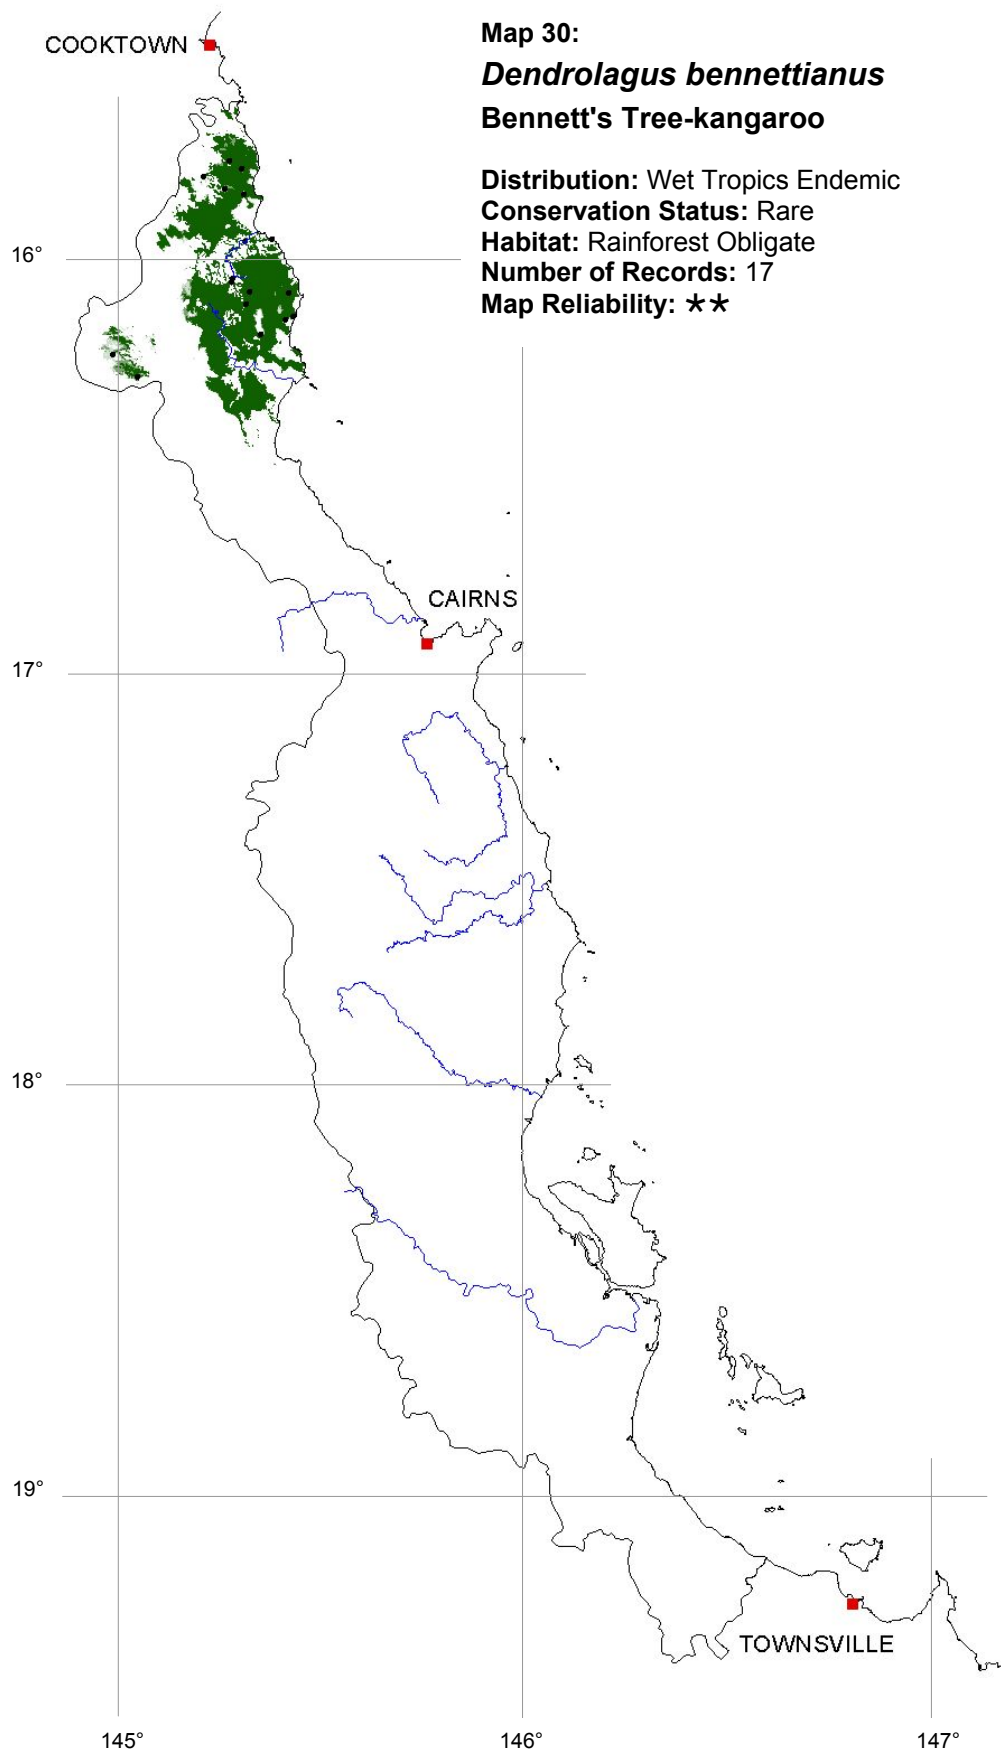 Map 30:
COOKTOWN
Dendrolagus bennettianus
Bennett's Tree-kangaroo
Distribution: Wet Tropics Endemic
Conservation Status: Rare
Habitat: Rainforest Obligate
Number of Records: 17
Map Reliability: **
16°
CAIRNS
17°
18°
19°
TOWNSVILLE
145° 146° 147°